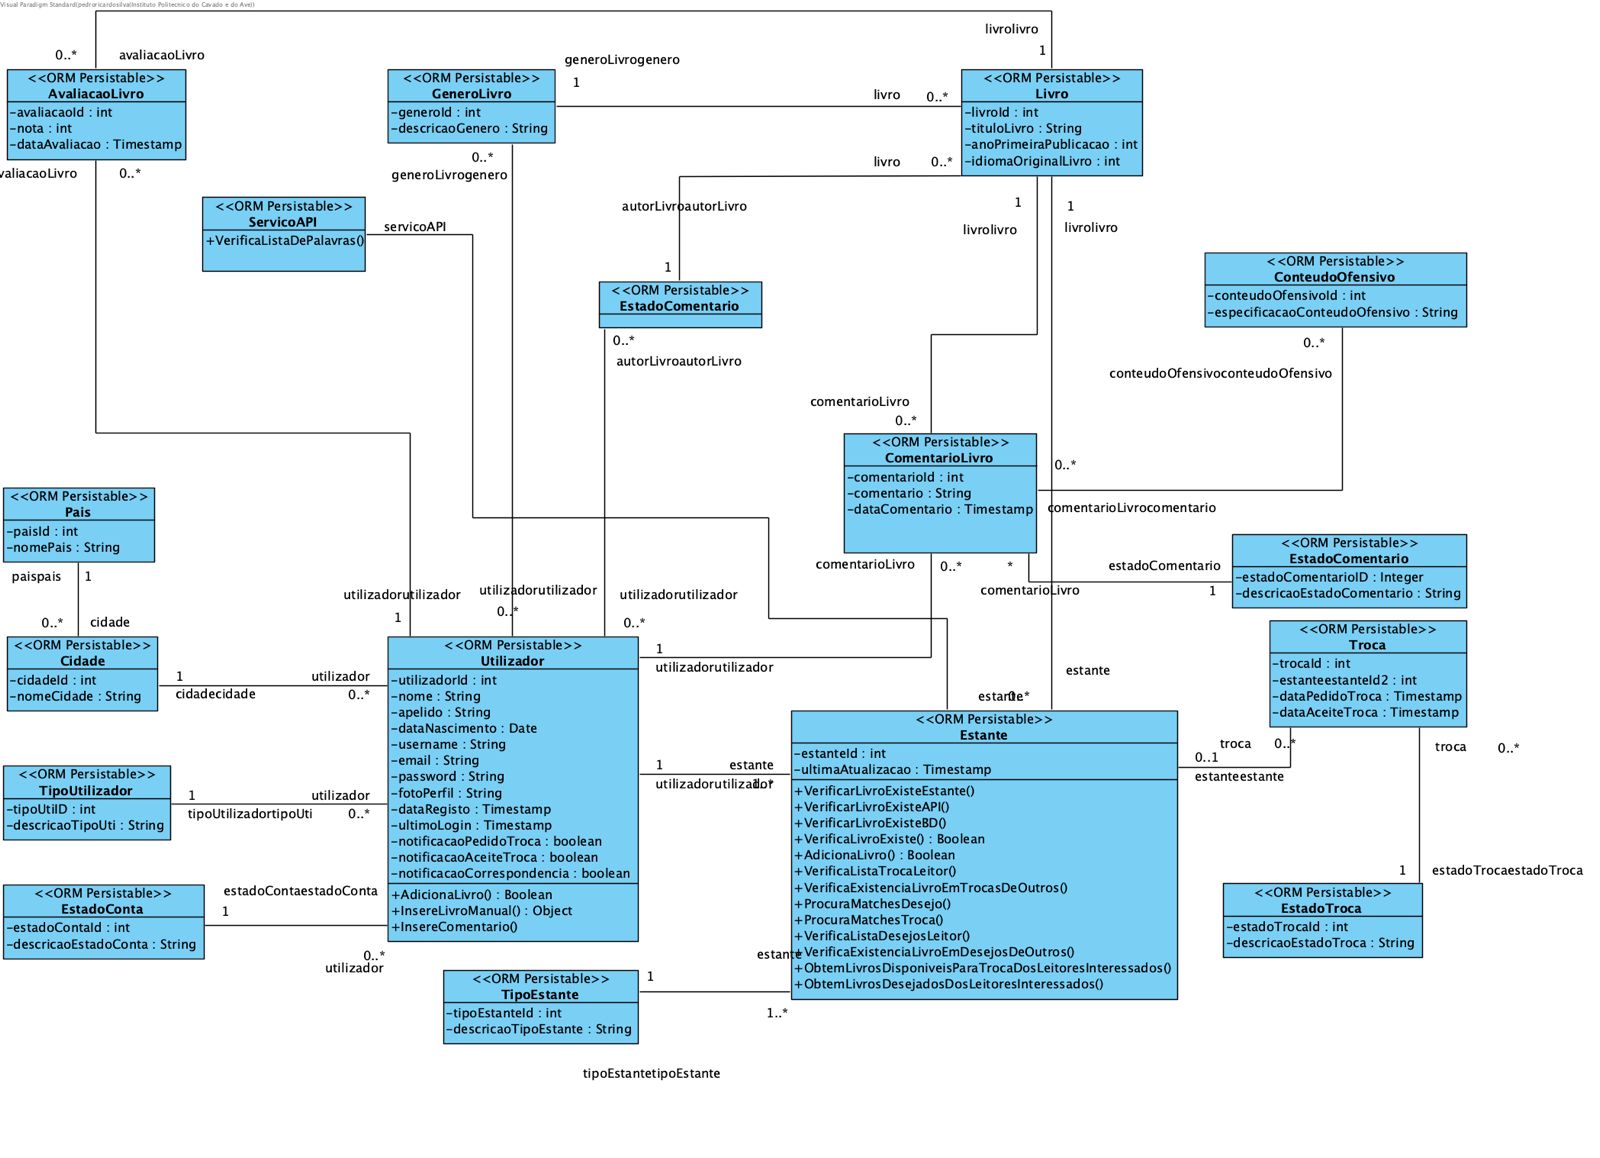 Visual Paradigm Standard(pedroricardosilva(Instituto Politecnico do Cavado e do Ave))
livrolivro
1
0..*
avaliacaoLivro
generoLivrogenero
1
<<ORM Persistable>>
AvaliacaoLivro
-avaliacaoId : int
-nota : int
-dataAvaliacao : Timestamp
<<ORM Persistable>>
GeneroLivro
-generoId : int
-descricaoGenero : String
livro
0..*
<<ORM Persistable>>
Livro
-livroId : int
-tituloLivro : String
-anoPrimeiraPublicacao : int
-idiomaOriginalLivro : int
valiacaoLivro
0..*
0..*
generoLivrogenero
livro
0..*
<<ORM Persistable>>
ServicoAPI
+VerificaListaDePalavras()
servicoAPI
autorLivroautorLivro
1
1
livrolivro
1
livrolivro
<<ORM Persistable>>
EstadoComentario
0..*
autorLivroautorLivro
<<ORM Persistable>>
ConteudoOfensivo
-conteudoOfensivoId : int
-especificacaoConteudoOfensivo : String
0..*
conteudoOfensivoconteudoOfensivo
comentarioLivro
0..*
<<ORM Persistable>>
ComentarioLivro
-comentarioId : int
-comentario : String
-dataComentario : Timestamp
0..*
comentarioLivrocomentario
<<ORM Persistable>>
Pais
-paisId : int
-nomePais : String
paispais
1
0..*
cidade
comentarioLivro
0..*
*
comentarioLivro
estadoComentario
1
<<ORM Persistable>>
EstadoComentario
-estadoComentarioID : Integer
-descricaoEstadoComentario : String
utilizadorutilizador
1
utilizadorutilizador
0..*
utilizadorutilizador
0..*
<<ORM Persistable>>
Cidade
-cidadeId : int
-nomeCidade : String
1
cidadecidade
utilizador
0..*
<<ORM Persistable>>
Utilizador
-utilizadorId : int
-nome : String
-apelido : String
-dataNascimento : Date
-username : String
-email : String
-password : String
-fotoPerfil : String
-dataRegisto : Timestamp
-ultimoLogin : Timestamp
-notificacaoPedidoTroca : boolean
-notificacaoAceiteTroca : boolean
-notificacaoCorrespondencia : boolean
+AdicionaLivro() : Boolean
+InsereLivroManual() : Object
+InsereComentario()
1
utilizadorutilizador
estante
estante
0..*
<<ORM Persistable>>
Troca
-trocaId : int
-estanteestanteId2 : int
-dataPedidoTroca : Timestamp
-dataAceiteTroca : Timestamp
<<ORM Persistable>>
Estante
-estanteId : int
-ultimaAtualizacao : Timestamp
+VerificarLivroExisteEstante()
+VerificarLivroExisteAPI()
+VerificarLivroExisteBD()
+VerificaLivroExiste() : Boolean
+AdicionaLivro() : Boolean
+VerificaListaTrocaLeitor()
+VerificaExistenciaLivroEmTrocasDeOutros()
+ProcuraMatchesDesejo()
+ProcuraMatchesTroca()
+VerificaListaDesejosLeitor()
+VerificaExistenciaLivroEmDesejosDeOutros()
+ObtemLivrosDisponiveisParaTrocaDosLeitoresInteressados()
+ObtemLivrosDesejadosDosLeitoresInteressados()
troca
0..*
0..1
estanteestante
troca
0..*
1
estante
utilizadorutilizador
1..*
<<ORM Persistable>>
TipoUtilizador
-tipoUtiID : int
-descricaoTipoUti : String
1
tipoUtilizadortipoUti
utilizador
0..*
1
estadoTrocaestadoTroca
<<ORM Persistable>>
EstadoTroca
-estadoTrocaId : int
-descricaoEstadoTroca : String
<<ORM Persistable>>
EstadoConta
-estadoContaId : int
-descricaoEstadoConta : String
estadoContaestadoConta
1
0..*
utilizador
<<ORM Persistable>>
TipoEstante
-tipoEstanteId : int
-descricaoTipoEstante : String
1
estante
1..*
tipoEstantetipoEstante